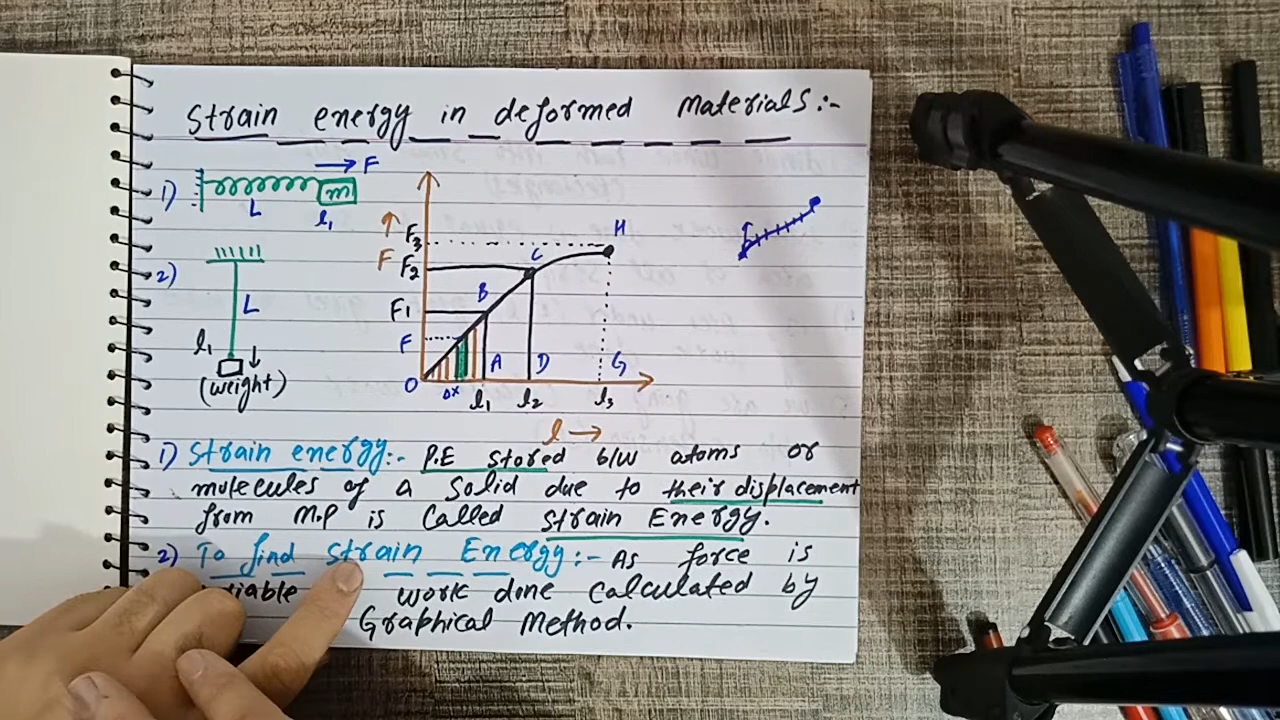 Strain energy in deformed materials:-
1) F
m
L l₁
2)
L
l₁
(weight)
F
F₃ H
F₂ C
F₁ B
F
O Δx A D G
l₁ l₂ l₃
l →
1) Strain energy:- P.E stored b/w atoms or
molecules of a solid due to their displacement
from M.P is called strain Energy.
2) To find strain Energy:- As force is
work done calculated by
Graphical Method.